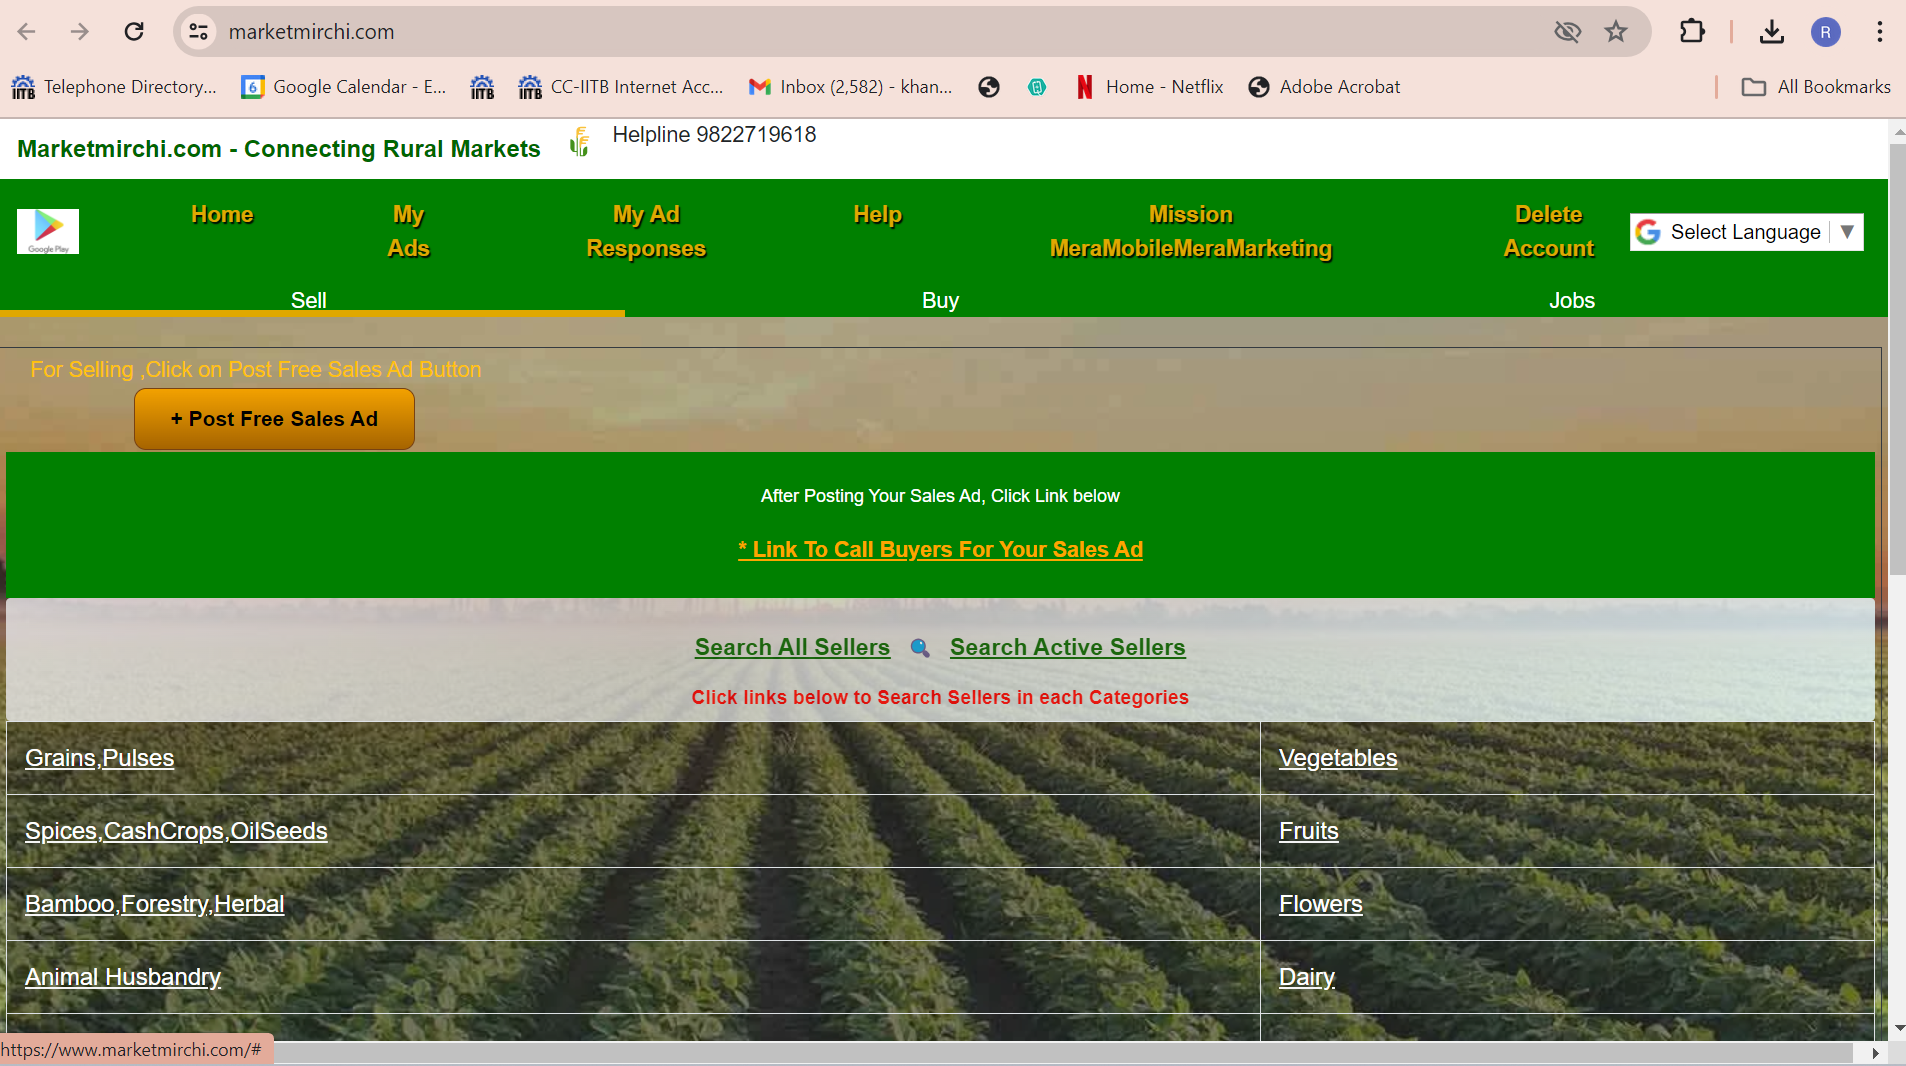 marketmirchi.com
R
IITB Telephone Directory...
6 Google Calendar - E...
IITB
IITB CC-IITB Internet Acc...
Inbox (2,582) - khan...
Home - Netflix
Adobe Acrobat
All Bookmarks
Marketmirchi.com - Connecting Rural Markets
Helpline 9822719618
Google Play
Home
My
Ads
My Ad
Responses
Help
Mission
MeraMobileMeraMarketing
Delete
Account
G Select Language ▼
Sell
Buy
Jobs
For Selling ,Click on Post Free Sales Ad Button
+ Post Free Sales Ad
After Posting Your Sales Ad, Click Link below
* Link To Call Buyers For Your Sales Ad
Search All Sellers
Search Active Sellers
Click links below to Search Sellers in each Categories
Grains,Pulses
Vegetables
Spices,CashCrops,OilSeeds
Fruits
Bamboo,Forestry,Herbal
Flowers
Animal Husbandry
Dairy
https://www.marketmirchi.com/#